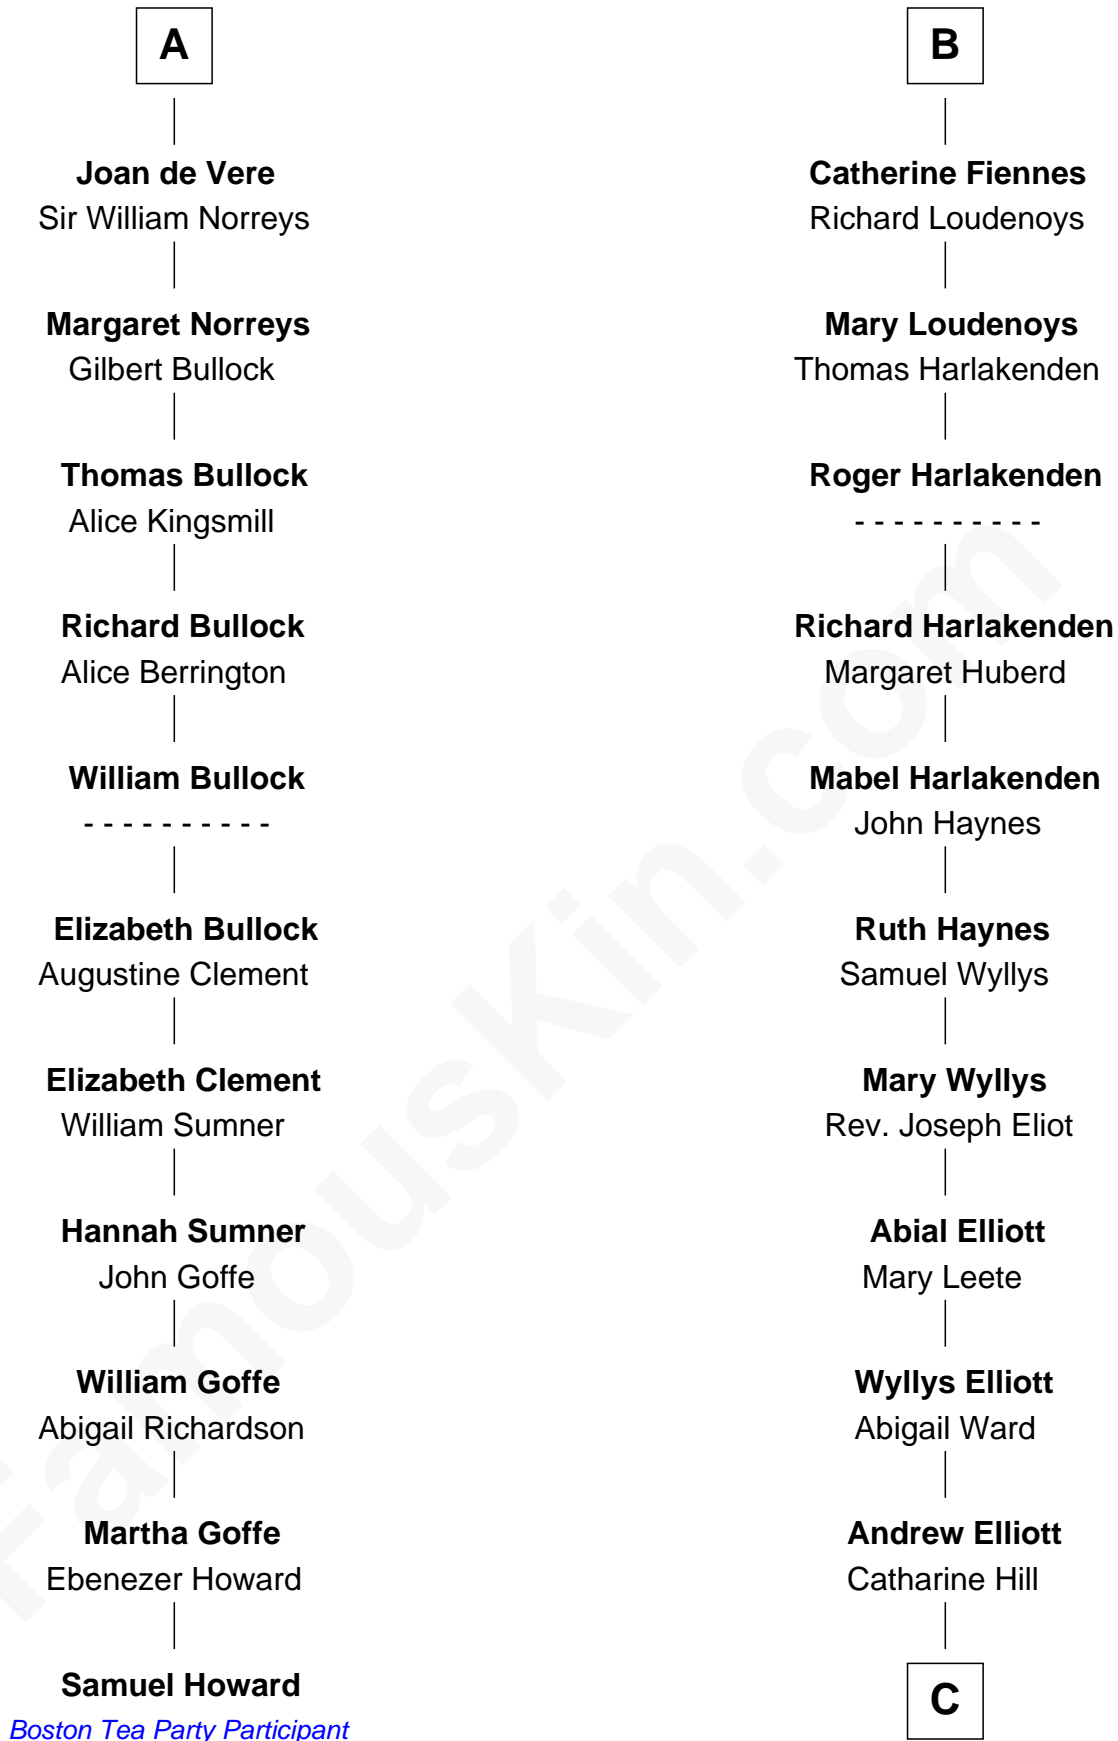 A
Joan de Vere
Sir William Norreys
Margaret Norreys
Gilbert Bullock
Thomas Bullock
Alice Kingsmill
Richard Bullock
Alice Berrington
William Bullock
- - - - - - - - - -
Elizabeth Bullock
Augustine Clement
Elizabeth Clement
William Sumner
Hannah Sumner
John Goffe
William Goffe
Abigail Richardson
Martha Goffe
Ebenezer Howard
Samuel Howard
Boston Tea Party Participant
B
Catherine Fiennes
Richard Loudenoys
Mary Loudenoys
Thomas Harlakenden
Roger Harlakenden
- - - - - - - - - -
Richard Harlakenden
Margaret Huberd
Mabel Harlakenden
John Haynes
Ruth Haynes
Samuel Wyllys
Mary Wyllys
Rev. Joseph Eliot
Abial Elliott
Mary Leete
Wyllys Elliott
Abigail Ward
Andrew Elliott
Catharine Hill
C
FamousKin.com